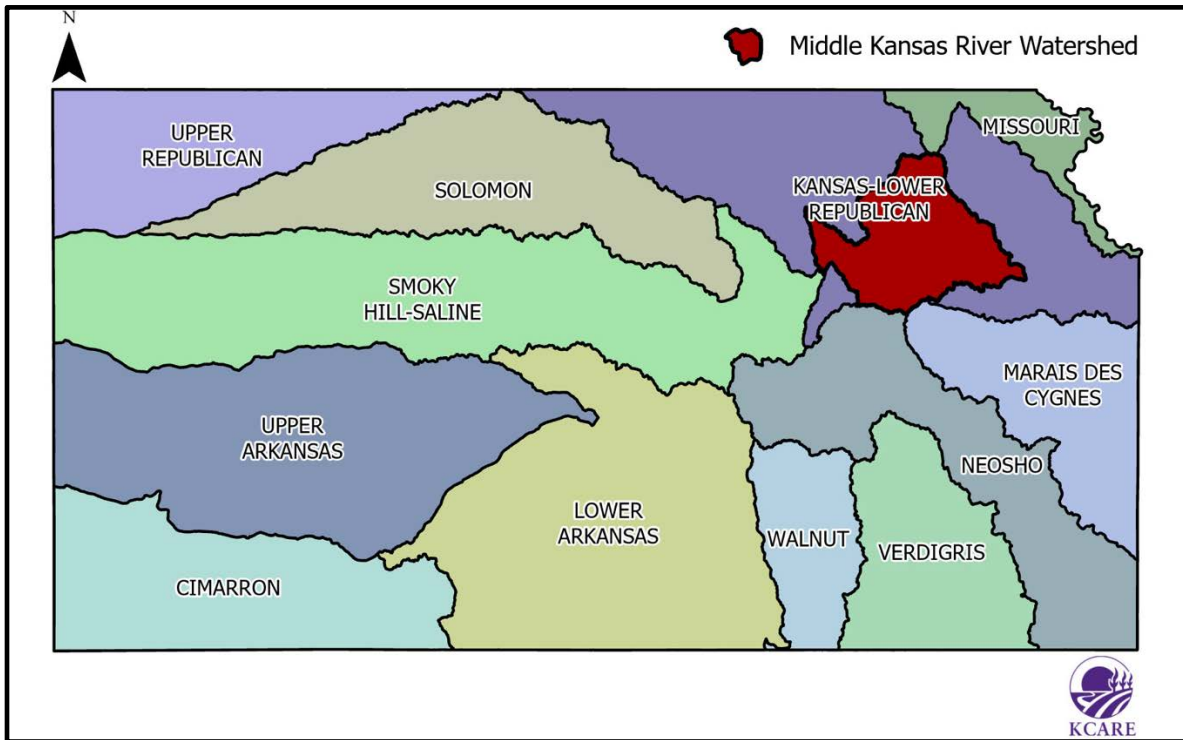 N
Middle Kansas River Watershed
UPPER
REPUBLICAN
SOLOMON
KANSAS-LOWER
REPUBLICAN
MISSOURI
SMOKY
HILL-SALINE
MARAIS DES
CYGNES
UPPER
ARKANSAS
LOWER
ARKANSAS
NEOSHO
WALNUT
VERDIGRIS
CIMARRON
KCARE